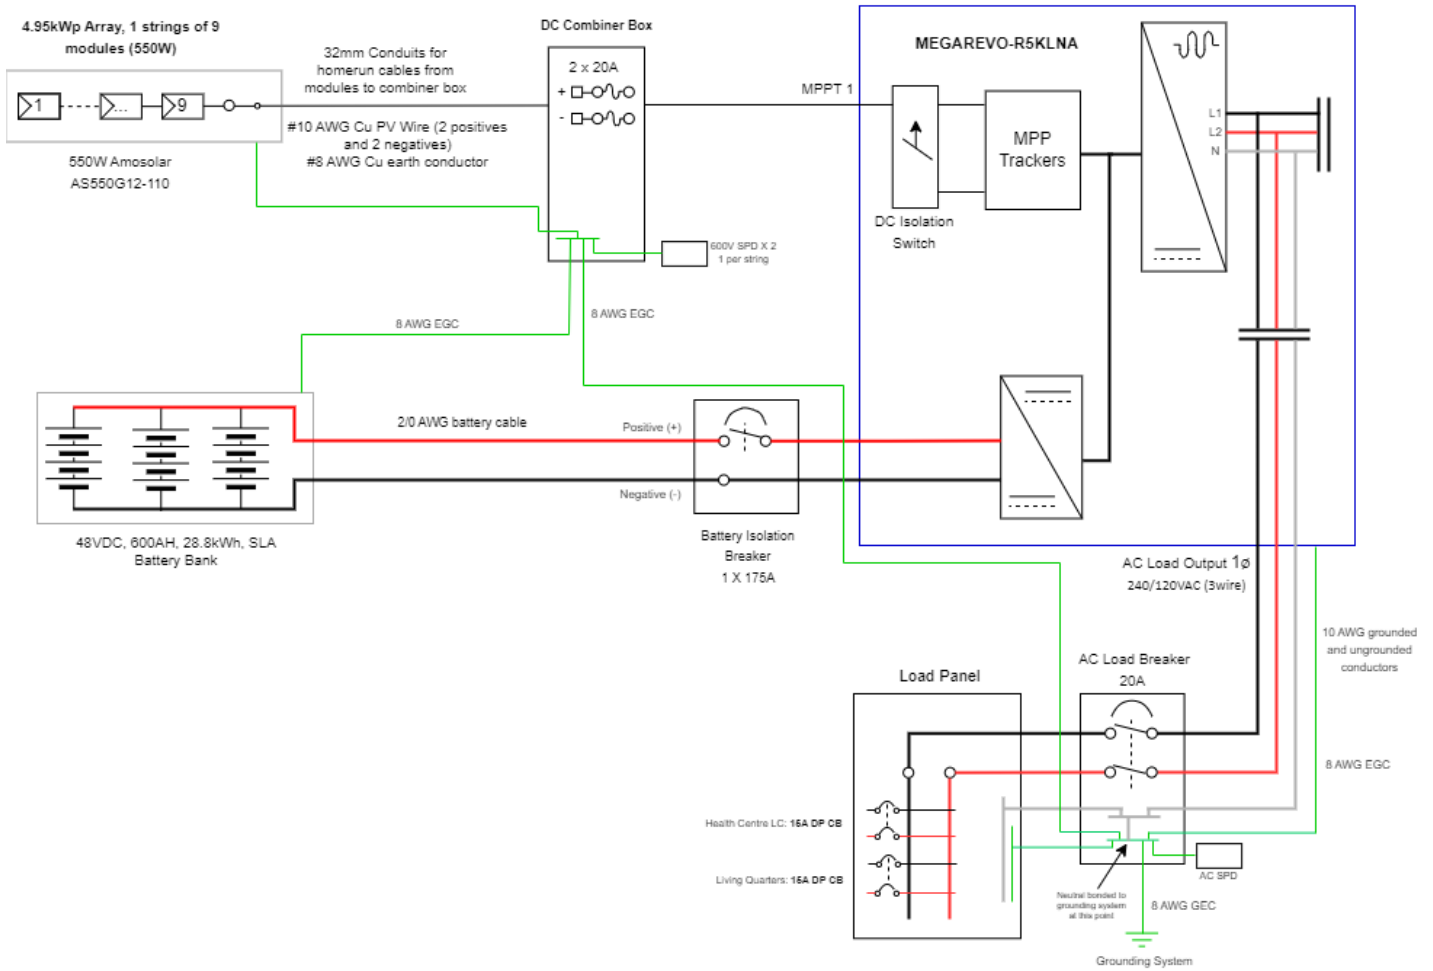 4.95kWp Array, 1 strings of 9
modules (550W)
1
...
9
550W Amosolar
AS550G12-110
32mm Conduits for
homerun cables from
modules to combiner box
#10 AWG Cu PV Wire (2 positives
and 2 negatives)
#8 AWG Cu earth conductor
DC Combiner Box
2 x 20A
+
-
600V SPD X 2
1 per string
8 AWG EGC
8 AWG EGC
MPPT 1
MEGAREVO-R5KLNA
DC Isolation
Switch
MPP
Trackers
L1
L2
N
2/0 AWG battery cable
Positive (+)
Negative (-)
48VDC, 600AH, 28.8kWh, SLA
Battery Bank
Battery Isolation
Breaker
1 X 175A
AC Load Output 1ø
240/120VAC (3wire)
10 AWG grounded
and ungrounded
conductors
8 AWG EGC
Load Panel
AC Load Breaker
20A
Health Centre LC: 15A DP CB
Living Quarters: 15A DP CB
AC SPD
Neutral bonded to
grounding system
at this point
8 AWG GEC
Grounding System